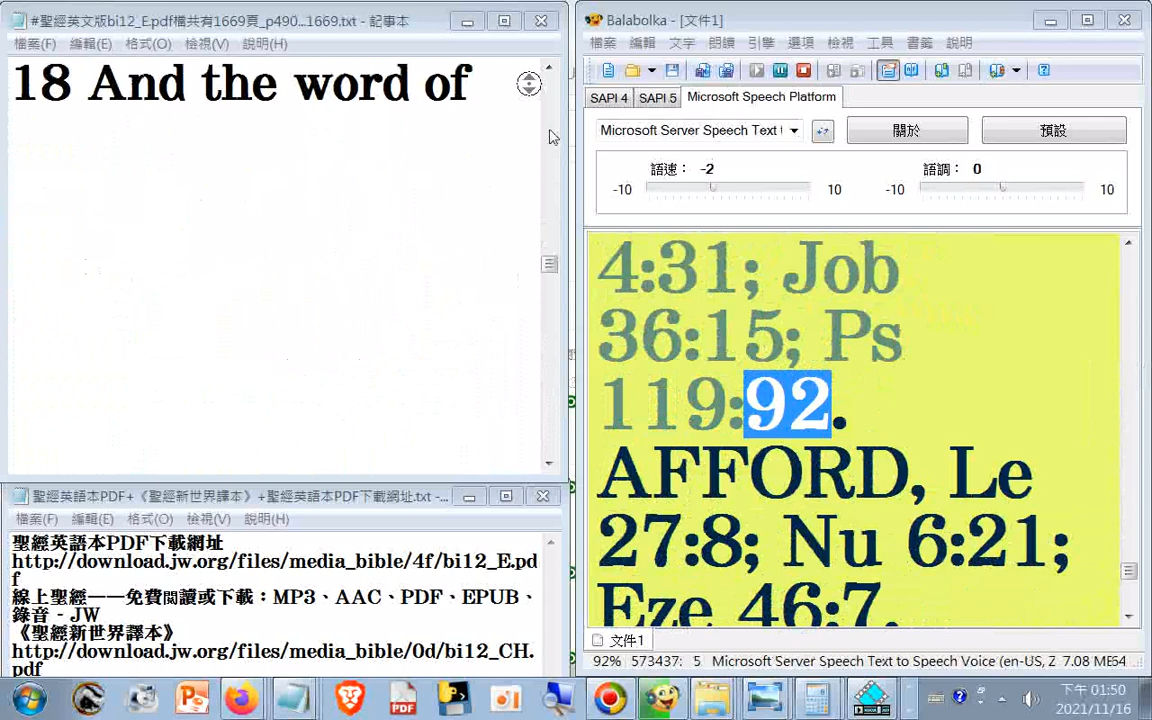 #聖經英文版bi12_E.pdf檔共有1669頁_p490...1669.txt - 記事本
檔案(F) 編輯(E) 格式(O) 檢視(V) 說明(H)
18 And the word of
聖經英語本PDF+《聖經新世界譯本》+聖經英語本PDF下載網址.txt -...
檔案(F) 編輯(E) 格式(O) 檢視(V) 說明(H)
聖經英語本PDF下載網址
http://download.jw.org/files/media_bible/4f/bi12_E.pd
f
線上聖經——免費閱讀或下載：MP3、AAC、PDF、EPUB、
錄音 - JW
《聖經新世界譯本》
http://download.jw.org/files/media_bible/0d/bi12_CH.
pdf
Balabolka - [文件1]
檔案 編輯 文字 朗讀 引擎 選項 檢視 工具 書籤 說明
SAPI 4 SAPI 5 Microsoft Speech Platform
Microsoft Server Speech Text 關於 預設
語速： -2 語調： 0
-10 10 -10 10
4:31; Job
36:15; Ps
119:92.
AFFORD, Le
27:8; Nu 6:21;
Eze 46:7.
文件1
92% 573437: 5 Microsoft Server Speech Text to Speech Voice (en-US, Z 7.08 ME54
下午 01:50
2021/11/16